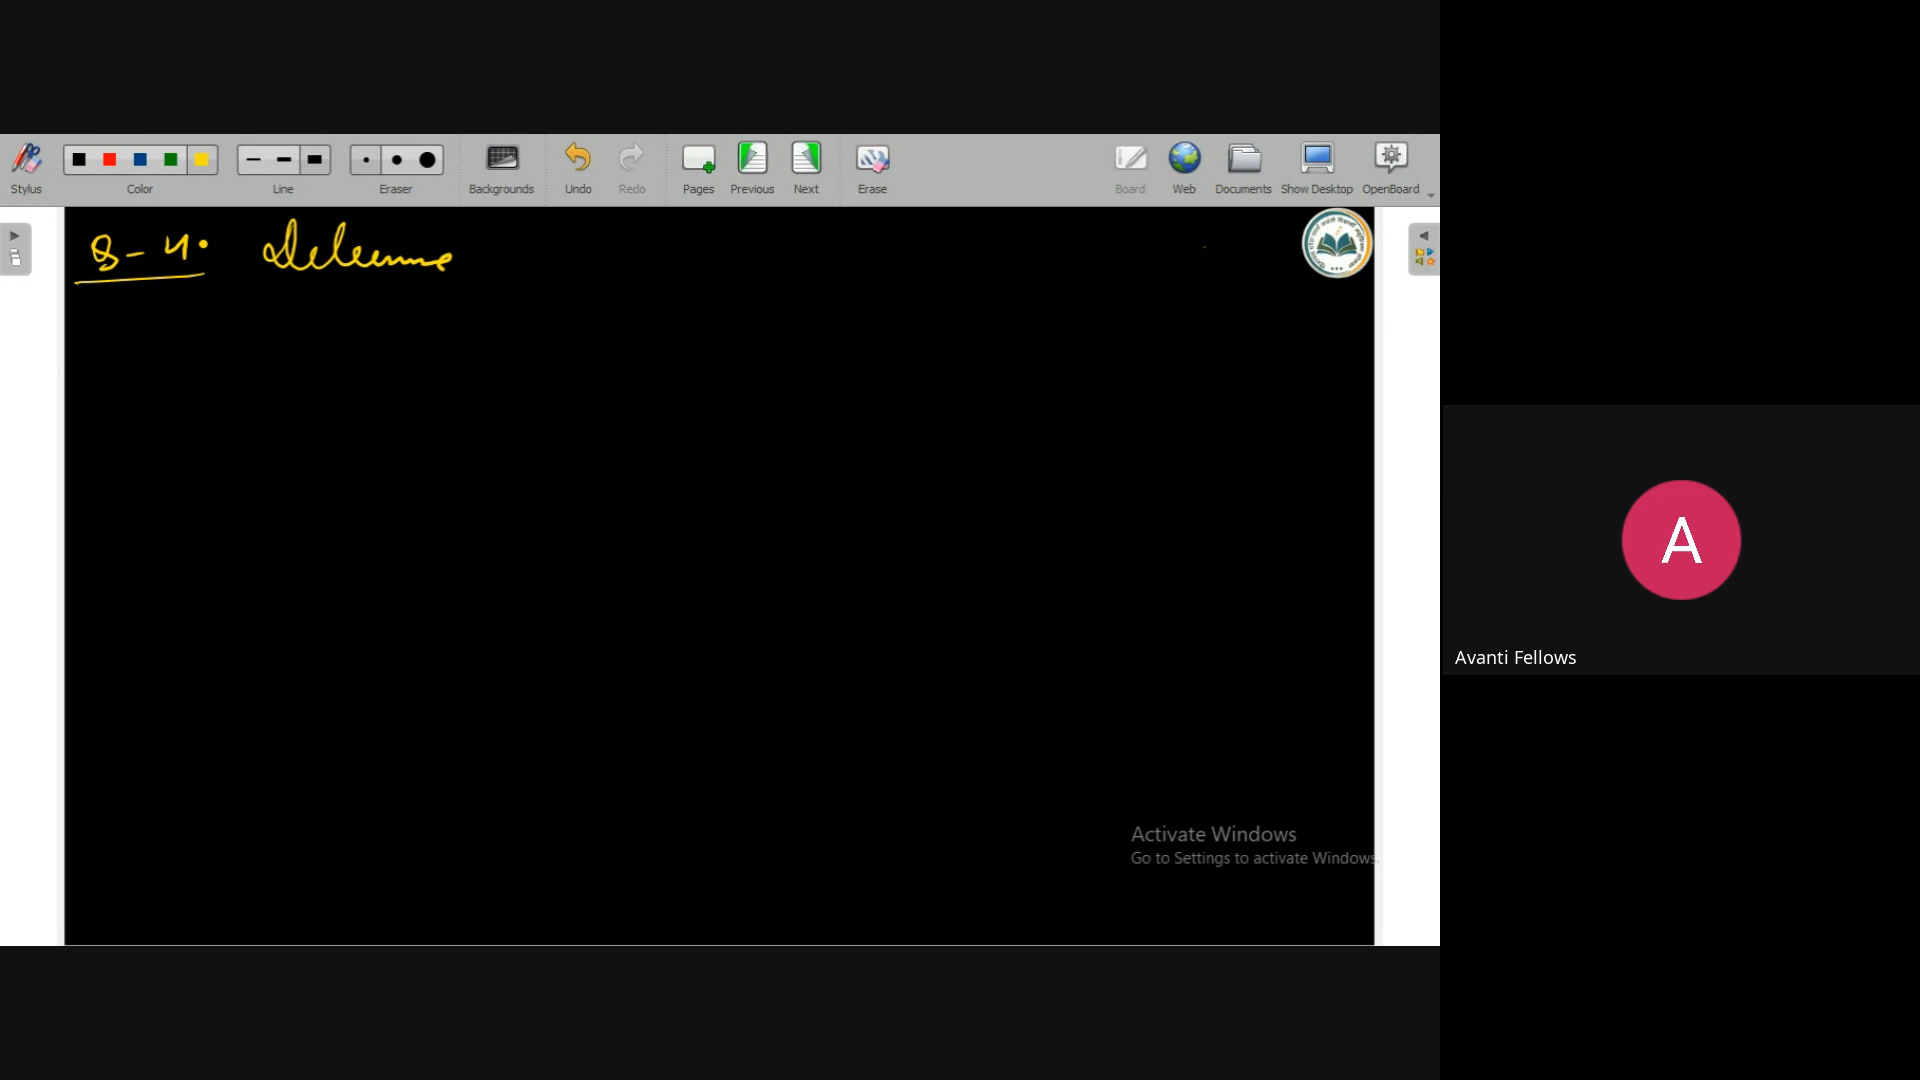 Stylus Color Line Eraser Backgrounds Undo Redo Pages Previous Next Erase Board Web Documents Show Desktop OpenBoard
Q-4. Determine
A
Avanti Fellows
Activate Windows
Go to Settings to activate Windows.